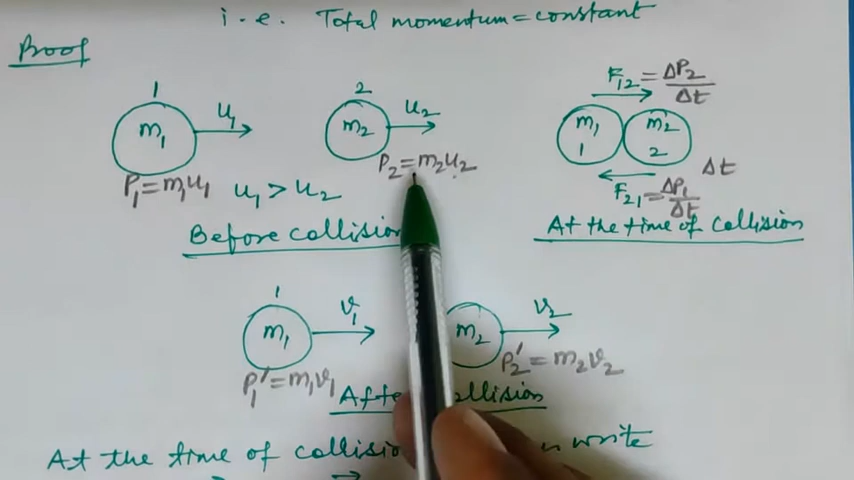 i.e. Total momentum = constant
Proof
1
m₁
u₁
P₁ = m₁u₁
2
m₂
u₂
P₂ = m₂u₂
u₁ > u₂
Before collision
F₁₂ = ΔP₂/Δt
m₁
1
m₂
2
Δt
F₂₁ = ΔP₁/Δt
At the time of collision
1
m₁
v₁
P₁' = m₁v₁
m₂
v₂
P₂' = m₂v₂
After collision
At the time of collision write